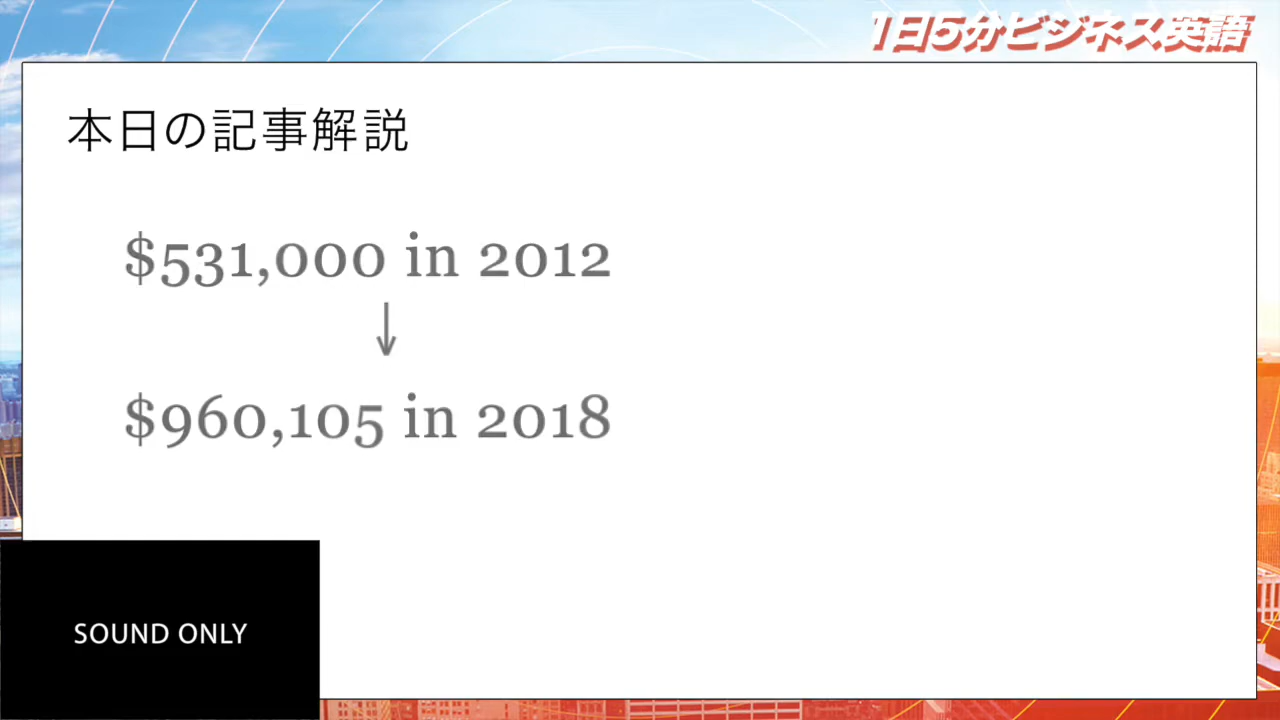 1日5分ビジネス英語
本日の記事解説
$531,000 in 2012
↓
$960,105 in 2018
SOUND ONLY